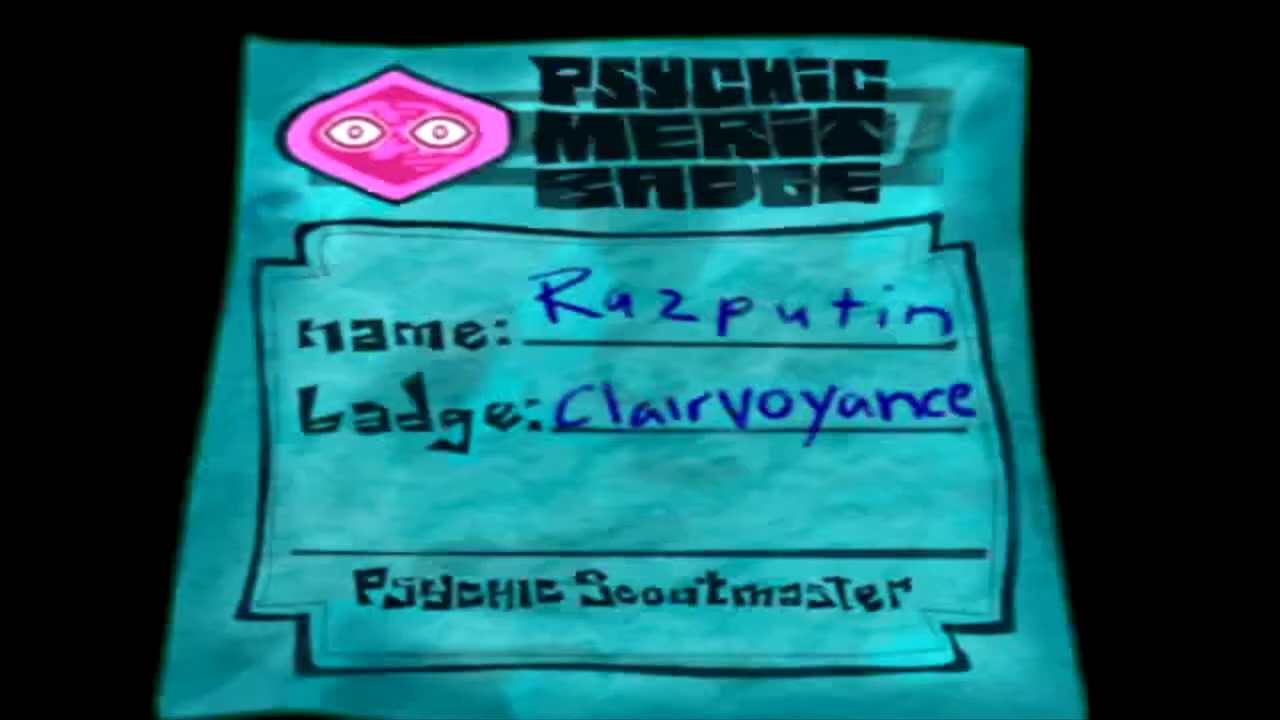 PSYCHIC
MERIT
BADGE
name: Razputin
badge: Clairvoyance
Psychic Scoutmaster